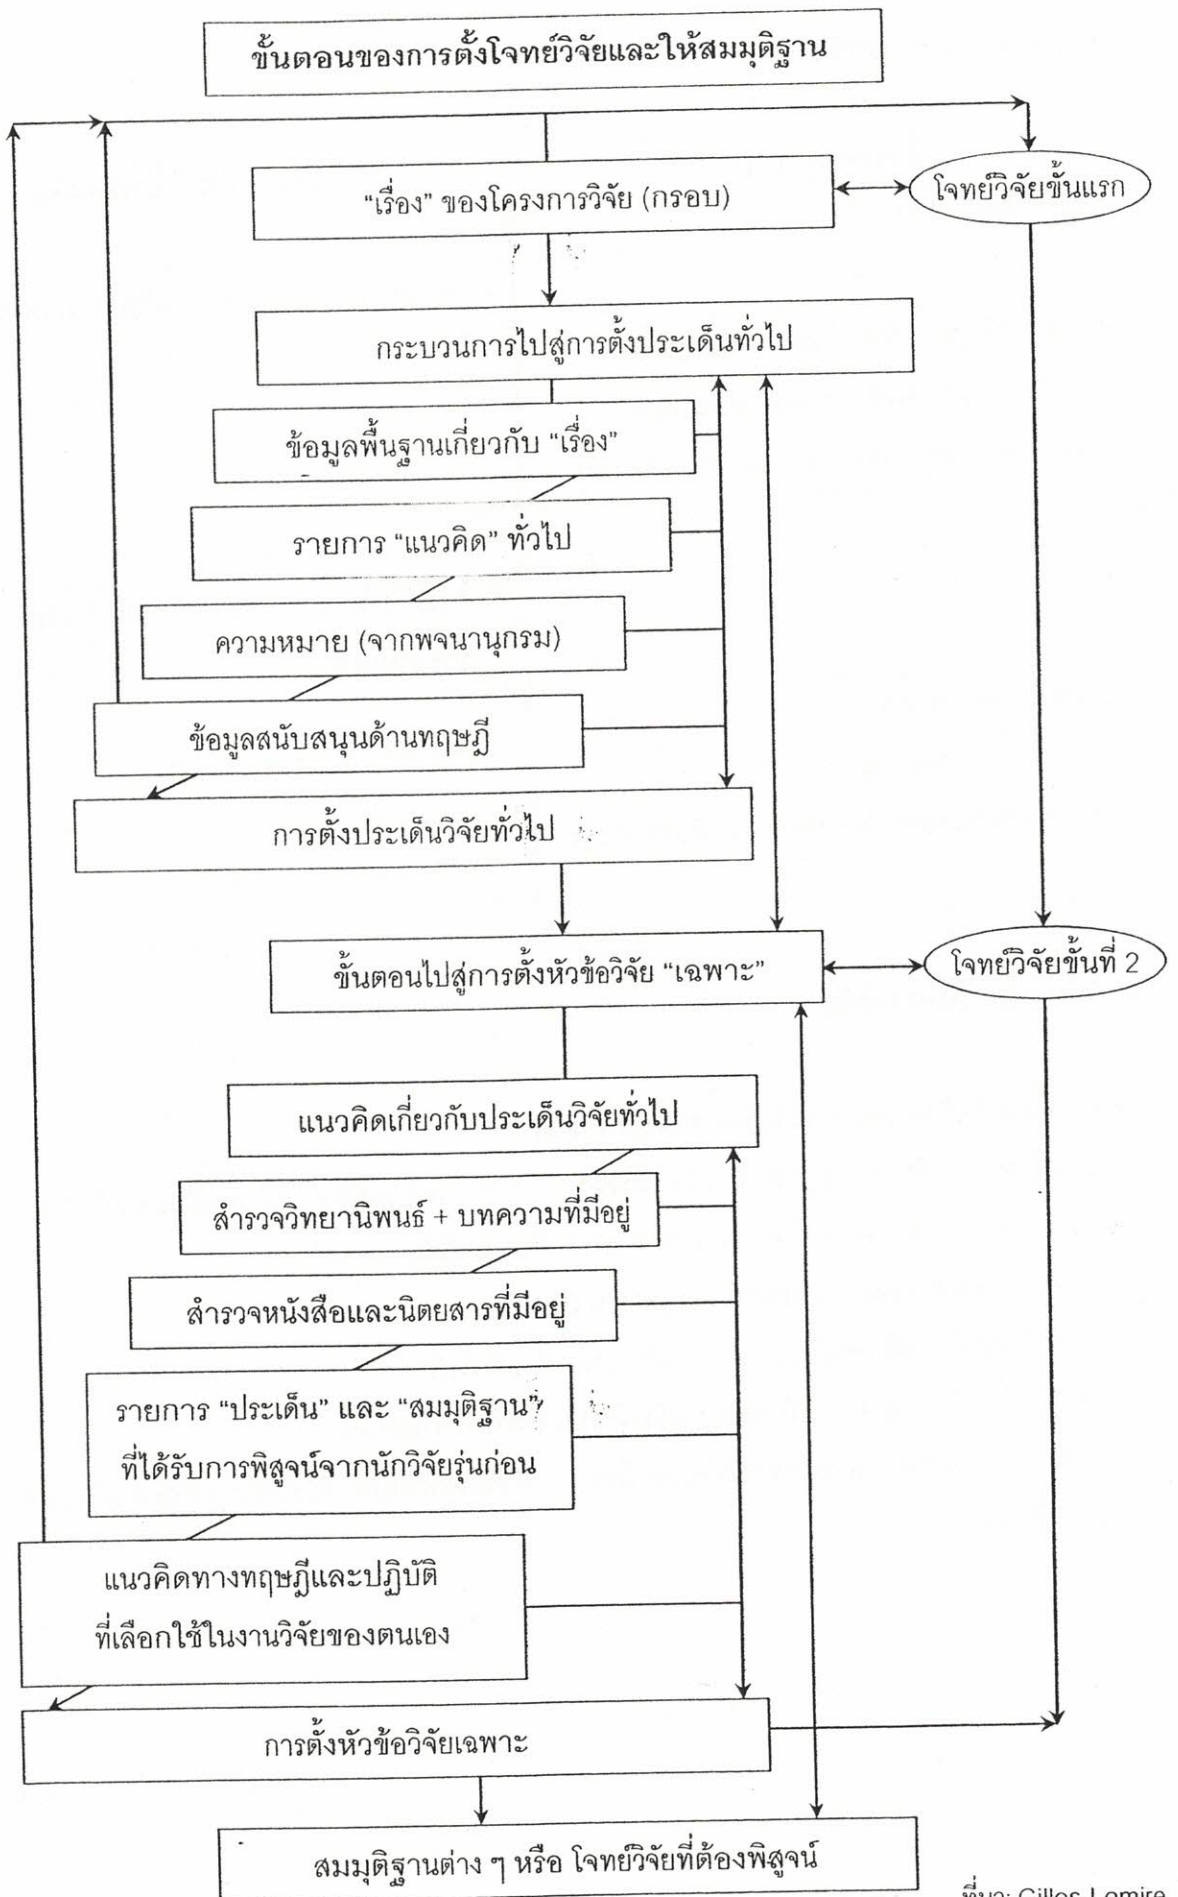 ขั้นตอนของการตั้งโจทย์วิจัยและให้สมมุติฐาน
“เรื่อง” ของโครงการวิจัย (กรอบ)
โจทย์วิจัยขั้นแรก
กระบวนการไปสู่การตั้งประเด็นทั่วไป
ข้อมูลพื้นฐานเกี่ยวกับ “เรื่อง”
รายการ “แนวคิด” ทั่วไป
ความหมาย (จากพจนานุกรม)
ข้อมูลสนับสนุนด้านทฤษฎี
การตั้งประเด็นวิจัยทั่วไป
ขั้นตอนไปสู่การตั้งหัวข้อวิจัย “เฉพาะ”
โจทย์วิจัยขั้นที่ 2
แนวคิดเกี่ยวกับประเด็นวิจัยทั่วไป
สำรวจวิทยานิพนธ์ + บทความที่มีอยู่
สำรวจหนังสือและนิตยสารที่มีอยู่
รายการ “ประเด็น” และ “สมมุติฐาน”
ที่ได้รับการพิสูจน์จากนักวิจัยรุ่นก่อน
แนวคิดทางทฤษฎีและปฏิบัติ
ที่เลือกใช้ในงานวิจัยของตนเอง
การตั้งหัวข้อวิจัยเฉพาะ
สมมุติฐานต่าง ๆ หรือ โจทย์วิจัยที่ต้องพิสูจน์
ที่มา: Gilles